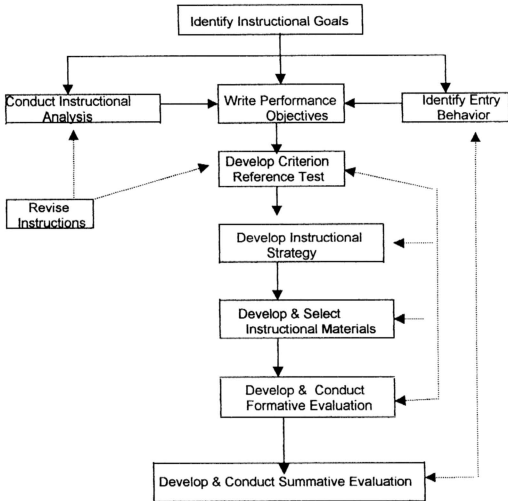 Identify Instructional Goals
Conduct Instructional
Analysis
Write Performance
Objectives
Identify Entry
Behavior
Develop Criterion
Reference Test
Revise
Instructions
Develop Instructional
Strategy
Develop & Select
Instructional Materials
Develop & Conduct
Formative Evaluation
Develop & Conduct Summative Evaluation